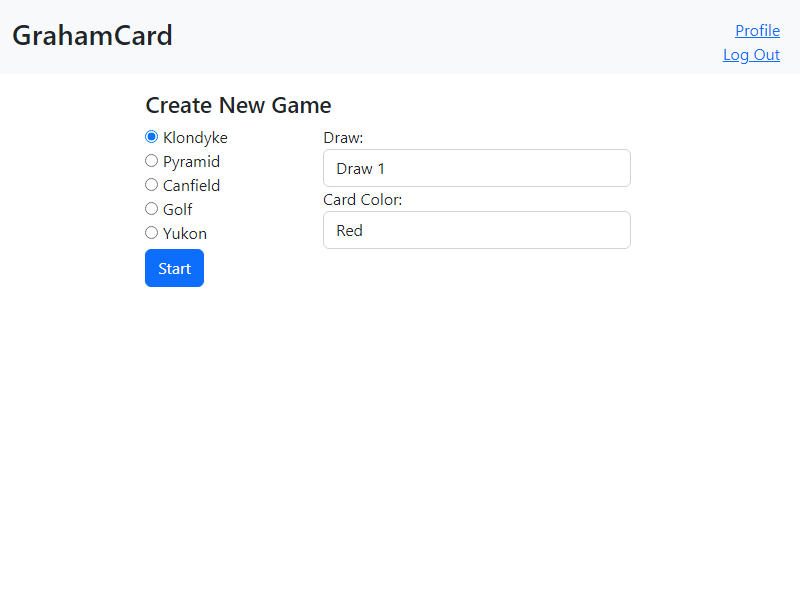 GrahamCard
Profile
Log Out
Create New Game
Klondyke
Pyramid
Canfield
Golf
Yukon
Start
Draw:
Draw 1
Card Color:
Red